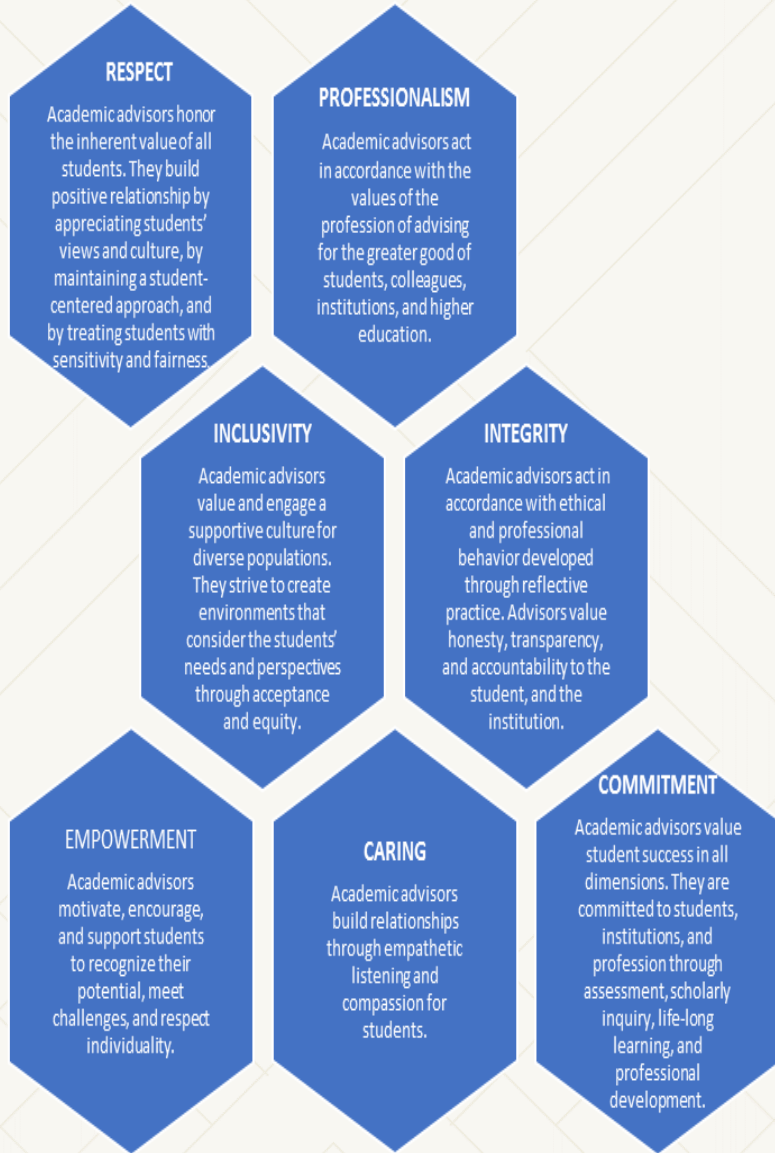 RESPECT
Academic advisors honor
the inherent value of all
students. They build
positive relationship by
appreciating students’
views and culture, by
maintaining a student-
centered approach, and
by treating students with
sensitivity and fairness.
PROFESSIONALISM
Academic advisors act
in accordance with the
values of the
profession of advising
for the greater good of
students, colleagues,
institutions, and higher
education.
INCLUSIVITY
Academic advisors
value and engage a
supportive culture for
diverse populations.
They strive to create
environments that
consider the students’
needs and perspectives
through acceptance
and equity.
INTEGRITY
Academic advisors act in
accordance with ethical
and professional
behavior developed
through reflective
practice. Advisors value
honesty, transparency,
and accountability to the
student, and the
institution.
EMPOWERMENT
Academic advisors
motivate, encourage,
and support students
to recognize their
potential, meet
challenges, and respect
individuality.
CARING
Academic advisors
build relationships
through empathetic
listening and
compassion for
students.
COMMITMENT
Academic advisors value
student success in all
dimensions. They are
committed to students,
institutions, and
profession through
assessment, scholarly
inquiry, life-long
learning, and
professional
development.